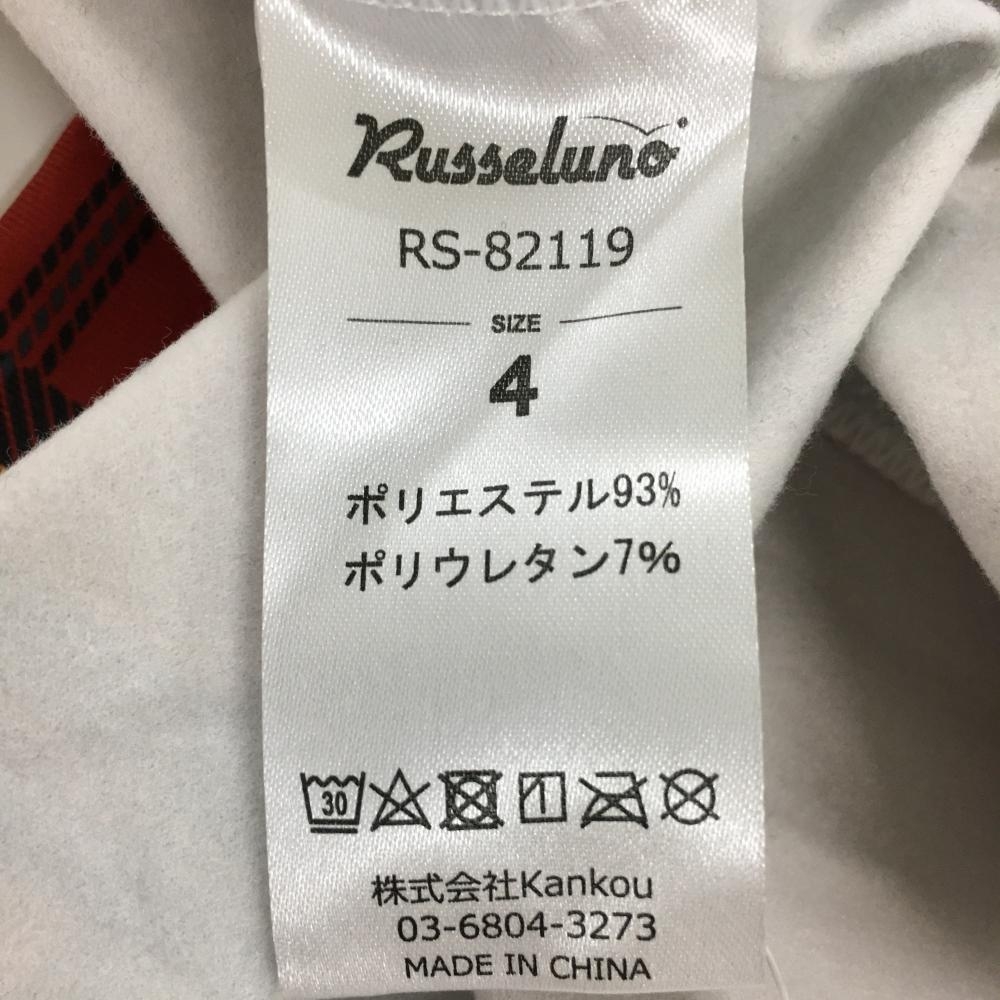 Russeluno
RS-82119
SIZE
4
ポリエステル93%
ポリウレタン7%
30
株式会社Kankou
03-6804-3273
MADE IN CHINA